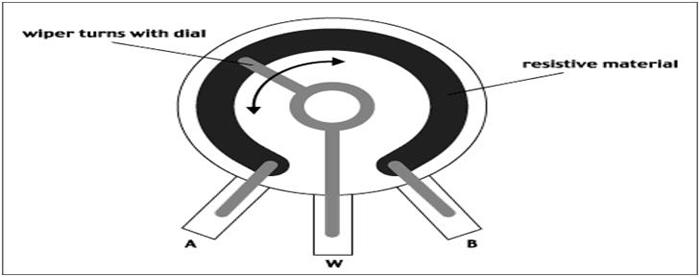 wiper turns with dial
resistive material
A
W
B